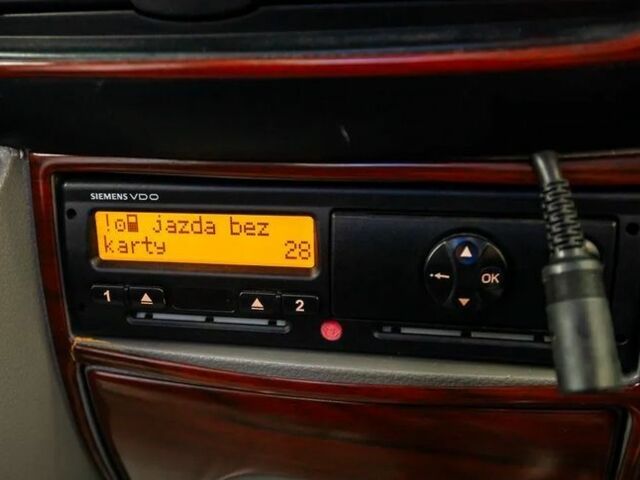 SIEMENS VDO
! jazda bez
karty 28
1 2
OK